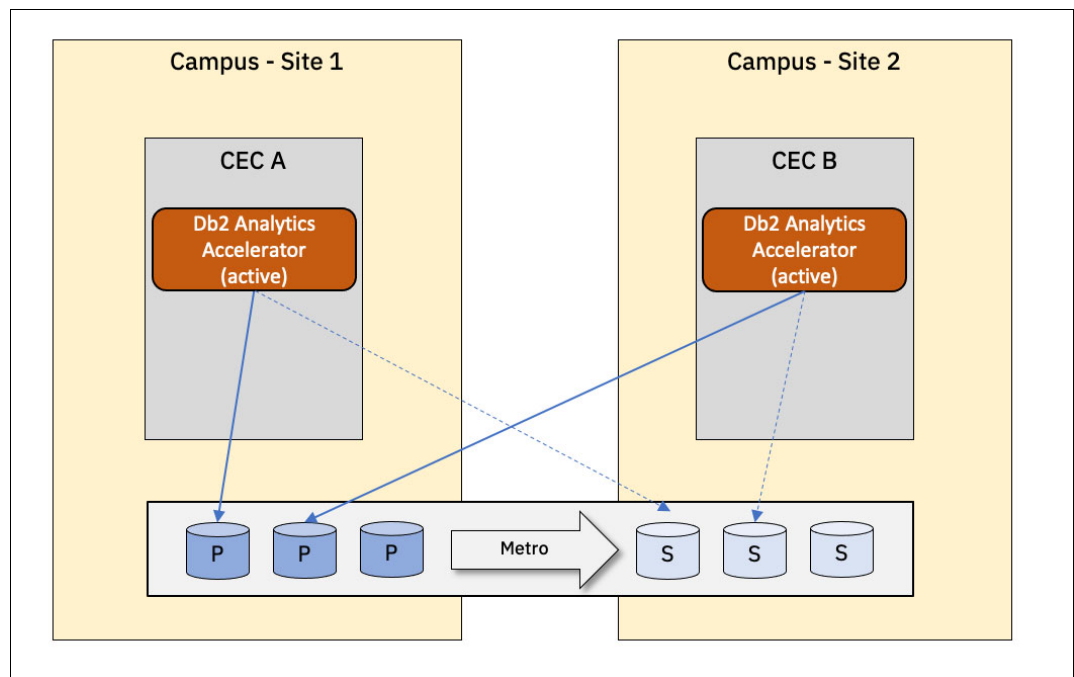 Campus - Site 1
Campus - Site 2
CEC A
CEC B
Db2 Analytics
Accelerator
(active)
Db2 Analytics
Accelerator
(active)
P
P
P
Metro
S
S
S